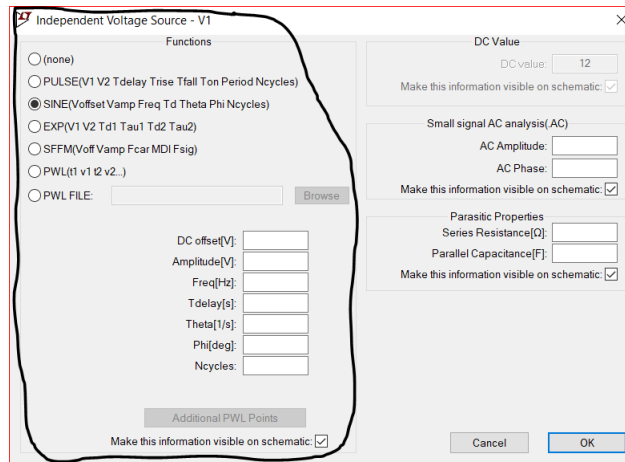 Independent Voltage Source - V1
Functions
(none)
PULSE(V1 V2 Tdelay Trise Tfall Ton Period Ncycles)
SINE(Voffset Vamp Freq Td Theta Phi Ncycles)
EXP(V1 V2 Td1 Tau1 Td2 Tau2)
SFFM(Voff Vamp Fcar MDI Fsig)
PWL(t1 v1 t2 v2...)
PWL FILE:
Browse
DC offset[V]:
Amplitude[V]:
Freq[Hz]:
Tdelay[s]:
Theta[1/s]:
Phi[deg]:
Ncycles:
Additional PWL Points
Make this information visible on schematic:
DC Value
DC value: 12
Make this information visible on schematic:
Small signal AC analysis(.AC)
AC Amplitude:
AC Phase:
Make this information visible on schematic:
Parasitic Properties
Series Resistance[Ω]:
Parallel Capacitance[F]:
Make this information visible on schematic:
Cancel
OK